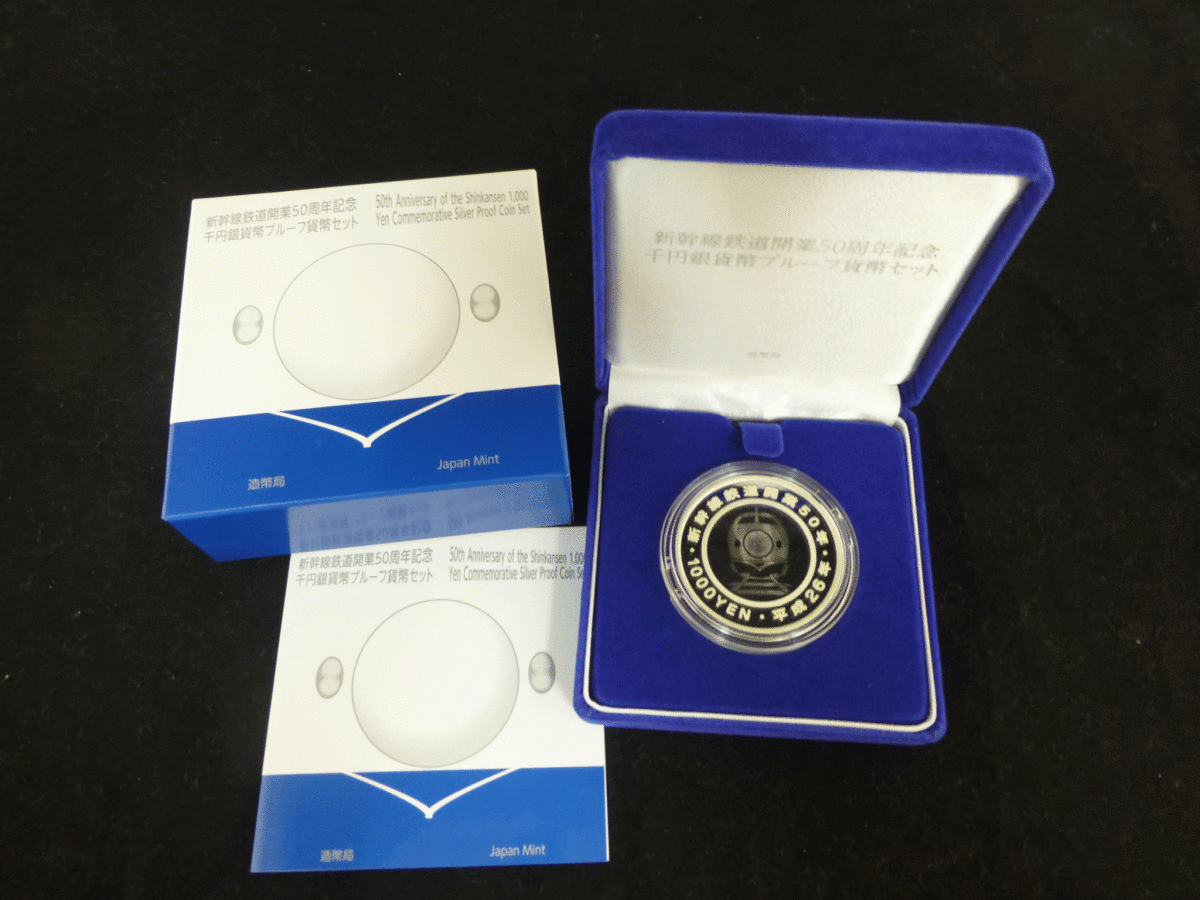 新幹線鉄道開業50周年記念
千円銀貨幣プルーフ貨幣セット
50th Anniversary of the Shinkansen 1,000
Yen Commemorative Silver Proof Coin Set
造幣局
Japan Mint
新幹線鉄道開業50周年記念
千円銀貨幣プルーフ貨幣セット
造幣局
新幹線鉄道開業50年・平成26年・1000YEN・
新幹線鉄道開業50周年記念
千円銀貨幣プルーフ貨幣セット
50th Anniversary of the Shinkansen 1,00
Yen Commemorative Silver Proof Coin Se
造幣局
Japan Mint